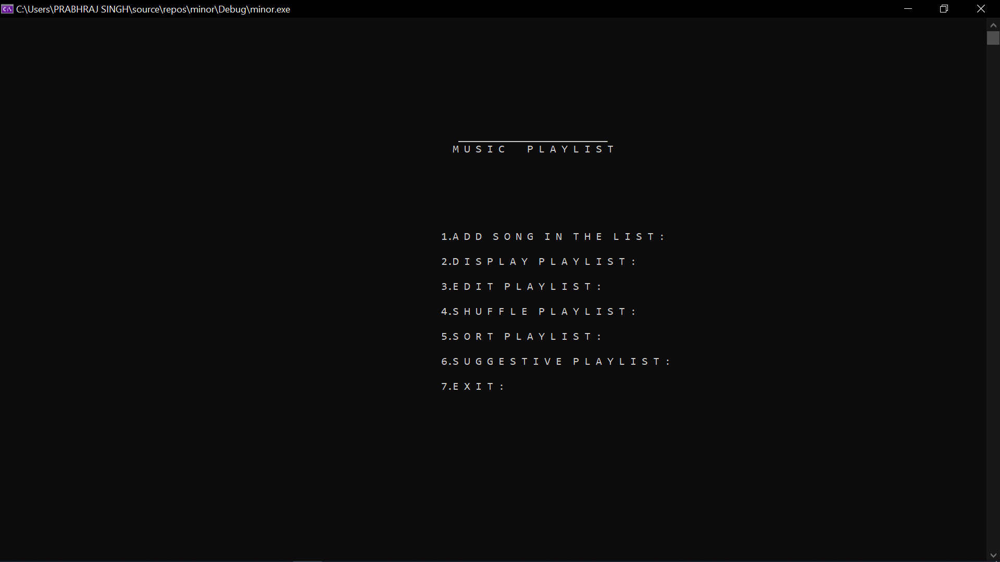 C:\Users\PRABHRAJ SINGH\source\repos\minor\Debug\minor.exe
M U S I C   P L A Y L I S T
1.A D D  S O N G  I N  T H E  L I S T :
2.D I S P L A Y  P L A Y L I S T :
3.E D I T  P L A Y L I S T :
4.S H U F F L E  P L A Y L I S T :
5.S O R T  P L A Y L I S T :
6.S U G G E S T I V E  P L A Y L I S T :
7.E X I T :